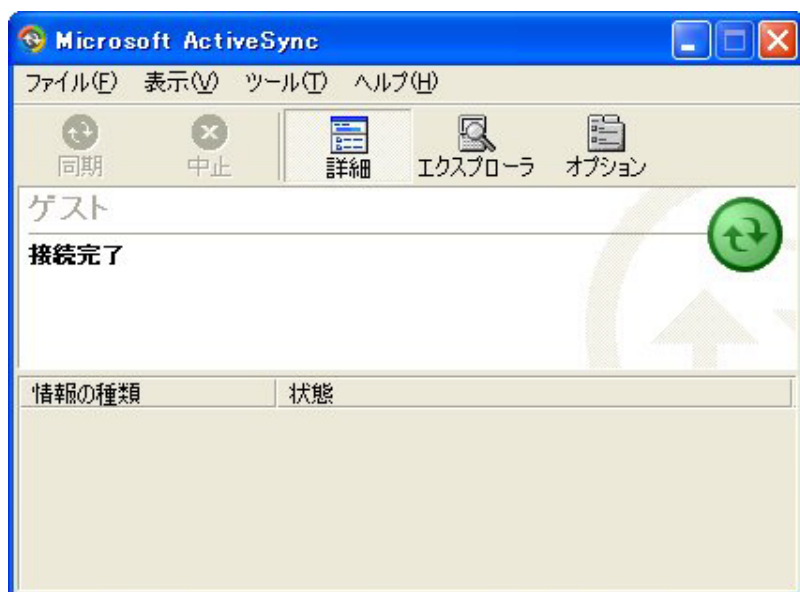 Microsoft ActiveSync
ファイル(F) 表示(V) ツール(T) ヘルプ(H)
同期 中止 詳細 エクスプローラ オプション
ゲスト
接続完了
情報の種類 状態